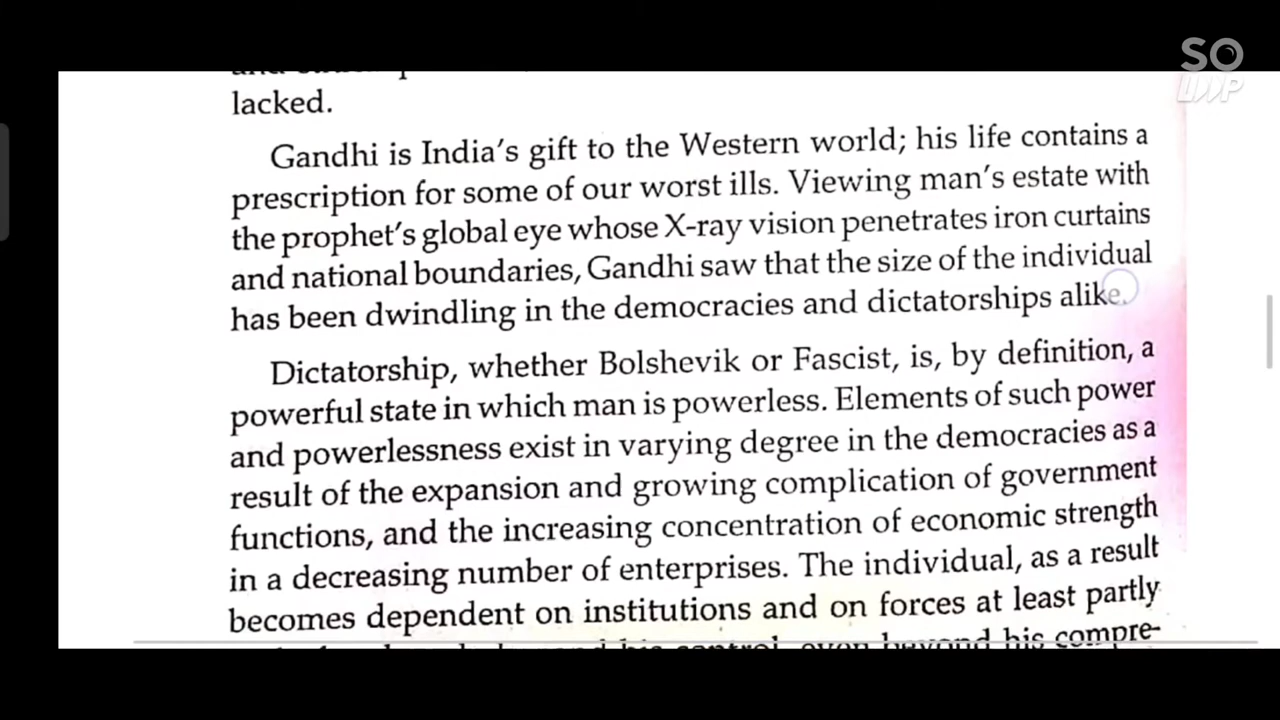 SO
LOOP
lacked.
Gandhi is India's gift to the Western world; his life contains a
prescription for some of our worst ills. Viewing man's estate with
the prophet's global eye whose X-ray vision penetrates iron curtains
and national boundaries, Gandhi saw that the size of the individual
has been dwindling in the democracies and dictatorships alike.
Dictatorship, whether Bolshevik or Fascist, is, by definition, a
powerful state in which man is powerless. Elements of such power
and powerlessness exist in varying degree in the democracies as a
result of the expansion and growing complication of government
functions, and the increasing concentration of economic strength
in a decreasing number of enterprises. The individual, as a result
becomes dependent on institutions and on forces at least partly
control, even beyond his compre-